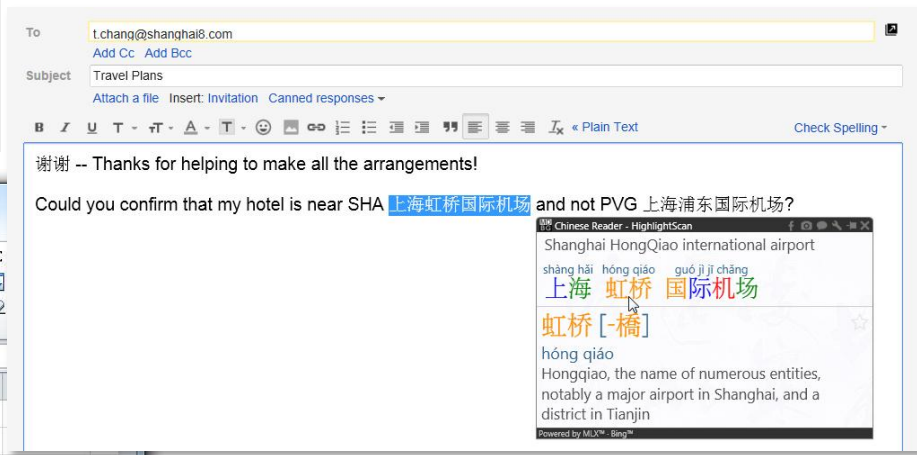 To t.chang@shanghai8.com
Add Cc Add Bcc
Subject Travel Plans
Attach a file Insert: Invitation Canned responses
B I U T T A T Tx « Plain Text Check Spelling
谢谢 -- Thanks for helping to make all the arrangements!
Could you confirm that my hotel is near SHA 上海虹桥国际机场 and not PVG 上海浦东国际机场?
Chinese Reader - HighlightScan
Shanghai HongQiao international airport
shàng hǎi hóng qiáo guó jì jī chǎng
上海 虹桥 国际机场
虹桥 [-橋]
hóng qiáo
Hongqiao, the name of numerous entities,
notably a major airport in Shanghai, and a
district in Tianjin
Powered by MLX™ - Bing™